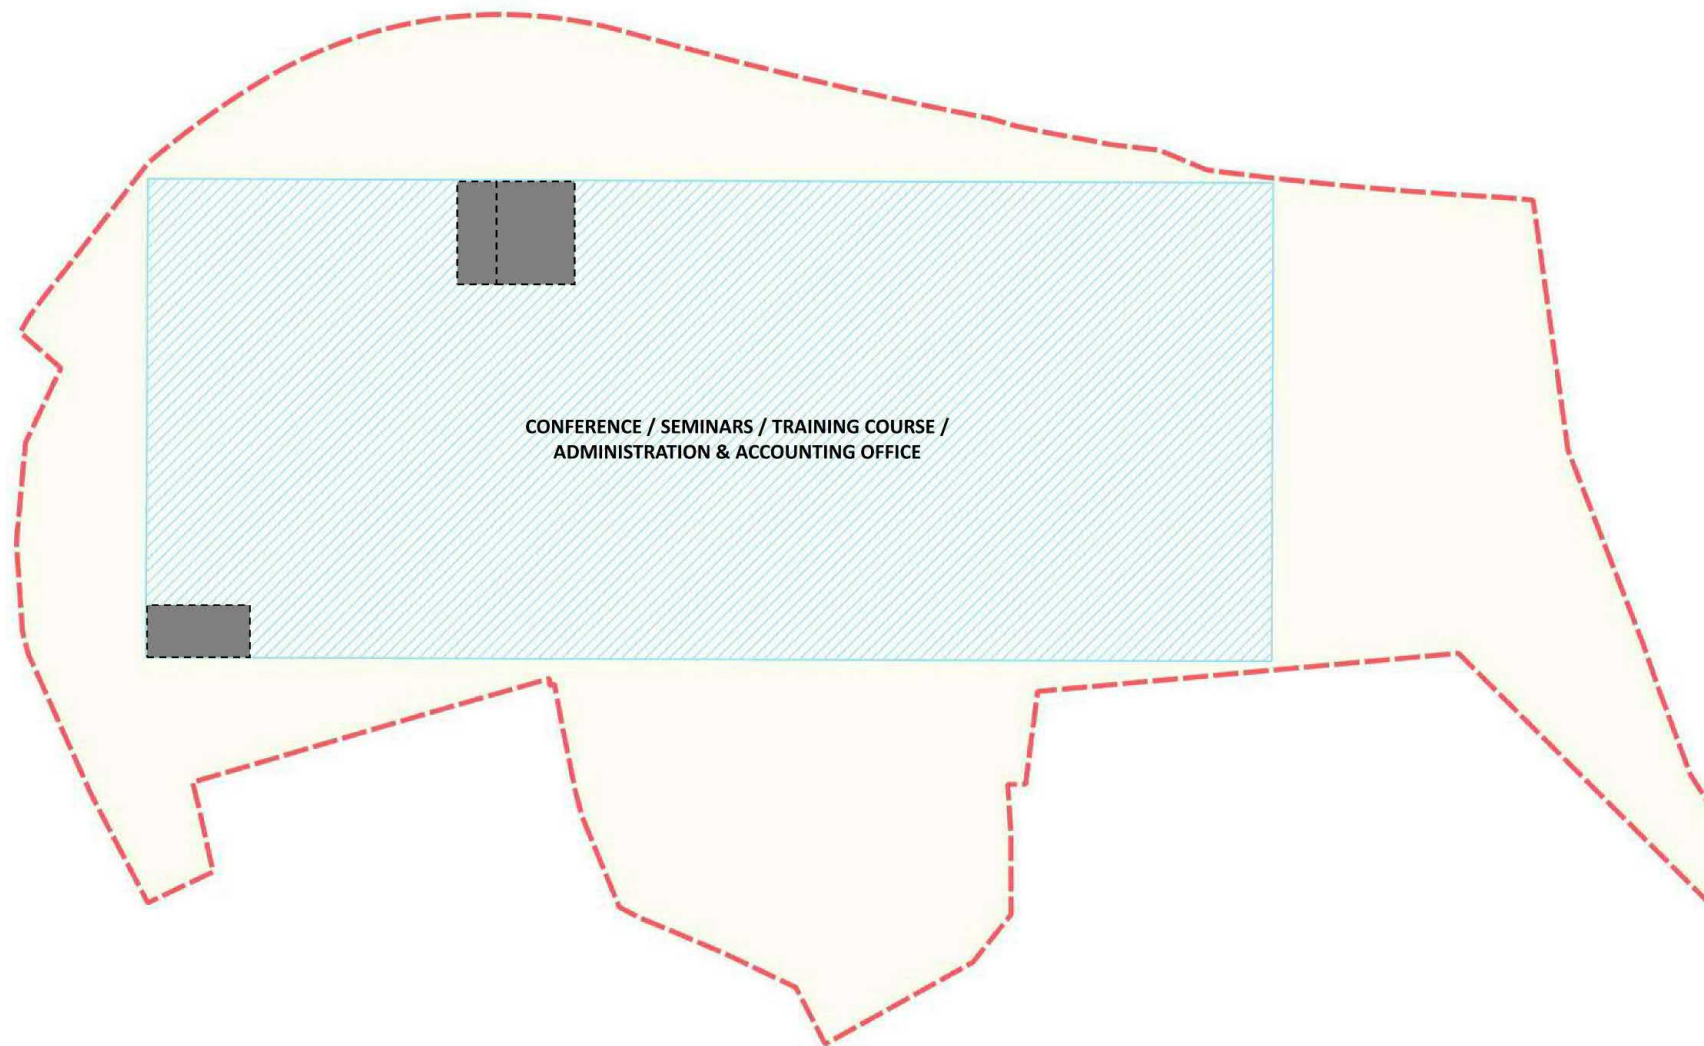 CONFERENCE / SEMINARS / TRAINING COURSE /
ADMINISTRATION & ACCOUNTING OFFICE